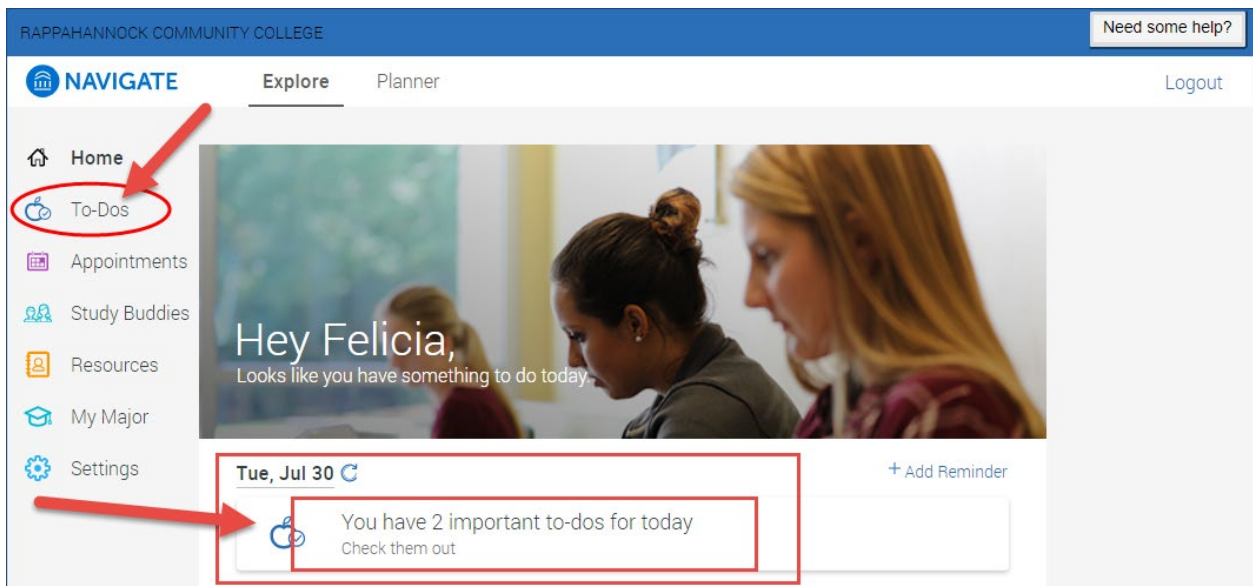 RAPPAHANNOCK COMMUNITY COLLEGE
Need some help?
NAVIGATE
Explore
Planner
Logout
Home
To-Dos
Appointments
Study Buddies
Resources
My Major
Settings
Hey Felicia,
Looks like you have something to do today.
Tue, Jul 30
+ Add Reminder
You have 2 important to-dos for today
Check them out